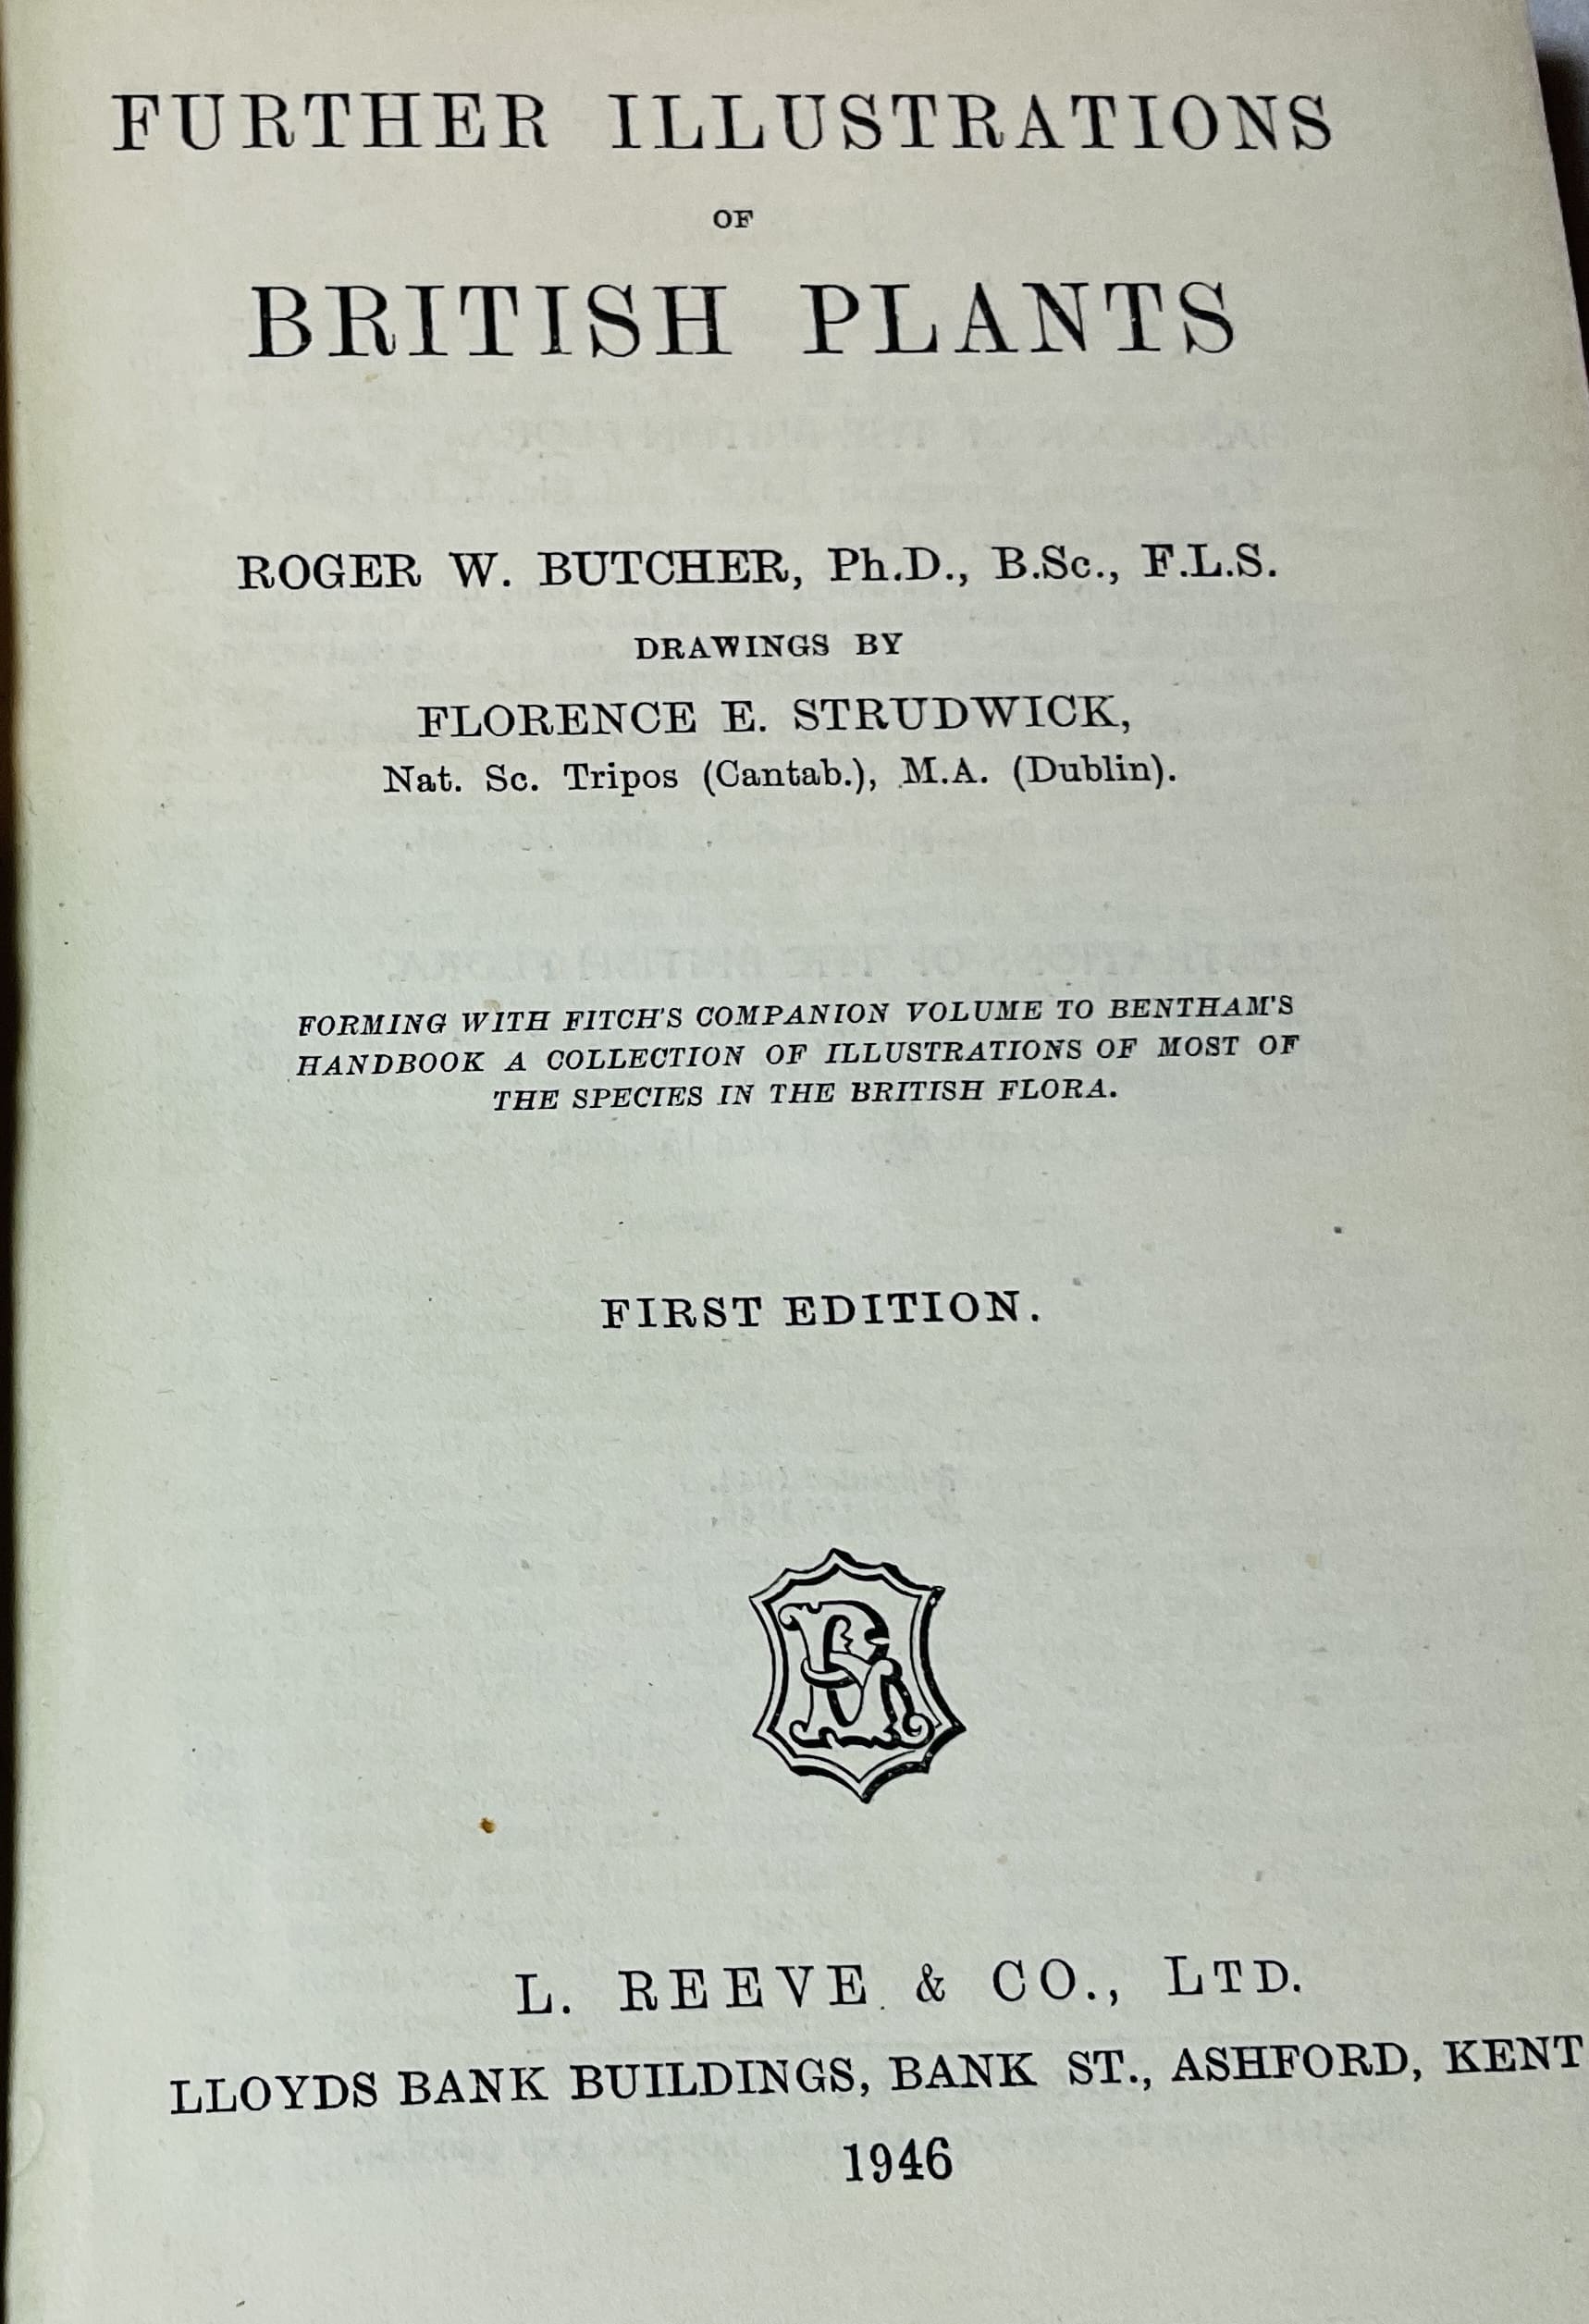 FURTHER ILLUSTRATIONS
OF
BRITISH PLANTS
ROGER W. BUTCHER, Ph.D., B.Sc., F.L.S.
DRAWINGS BY
FLORENCE E. STRUDWICK,
Nat. Sc. Tripos (Cantab.), M.A. (Dublin).
FORMING WITH FITCH'S COMPANION VOLUME TO BENTHAM'S
HANDBOOK A COLLECTION OF ILLUSTRATIONS OF MOST OF
THE SPECIES IN THE BRITISH FLORA.
FIRST EDITION.
L. REEVE & CO., LTD.
LLOYDS BANK BUILDINGS, BANK ST., ASHFORD, KENT
1946